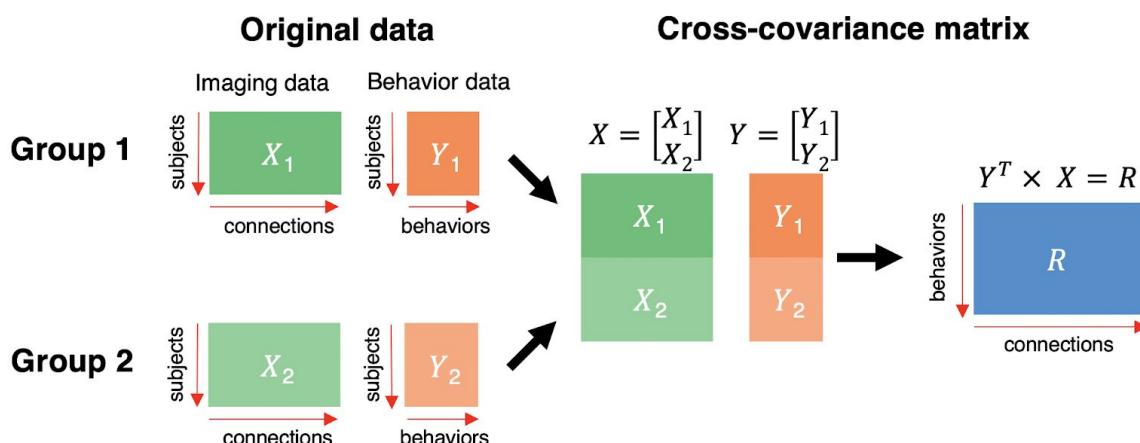 Original data
Cross-covariance matrix
Imaging data
Behavior data
Group 1
subjects
X₁
connections
subjects
Y₁
behaviors
X = [X₁ X₂]
Y = [Y₁ Y₂]
X₁
X₂
Y₁
Y₂
Yᵀ × X = R
behaviors
R
connections
Group 2
subjects
X₂
connections
subjects
Y₂
behaviors